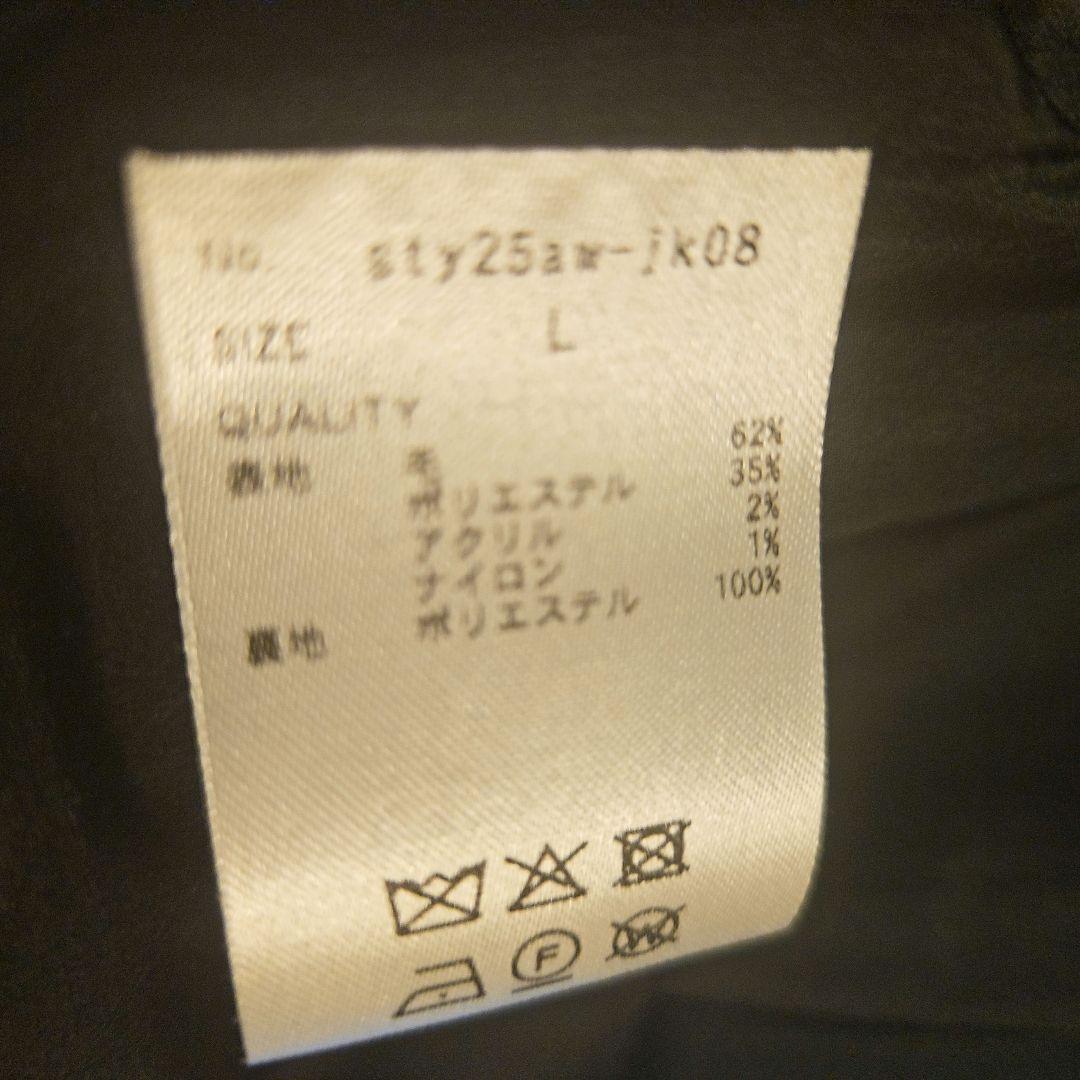 No. sty25aw-jk08
SIZE L
QUALITY
表地 毛 62%
ポリエステル 35%
アクリル 2%
ナイロン 1%
裏地 ポリエステル 100%
F W